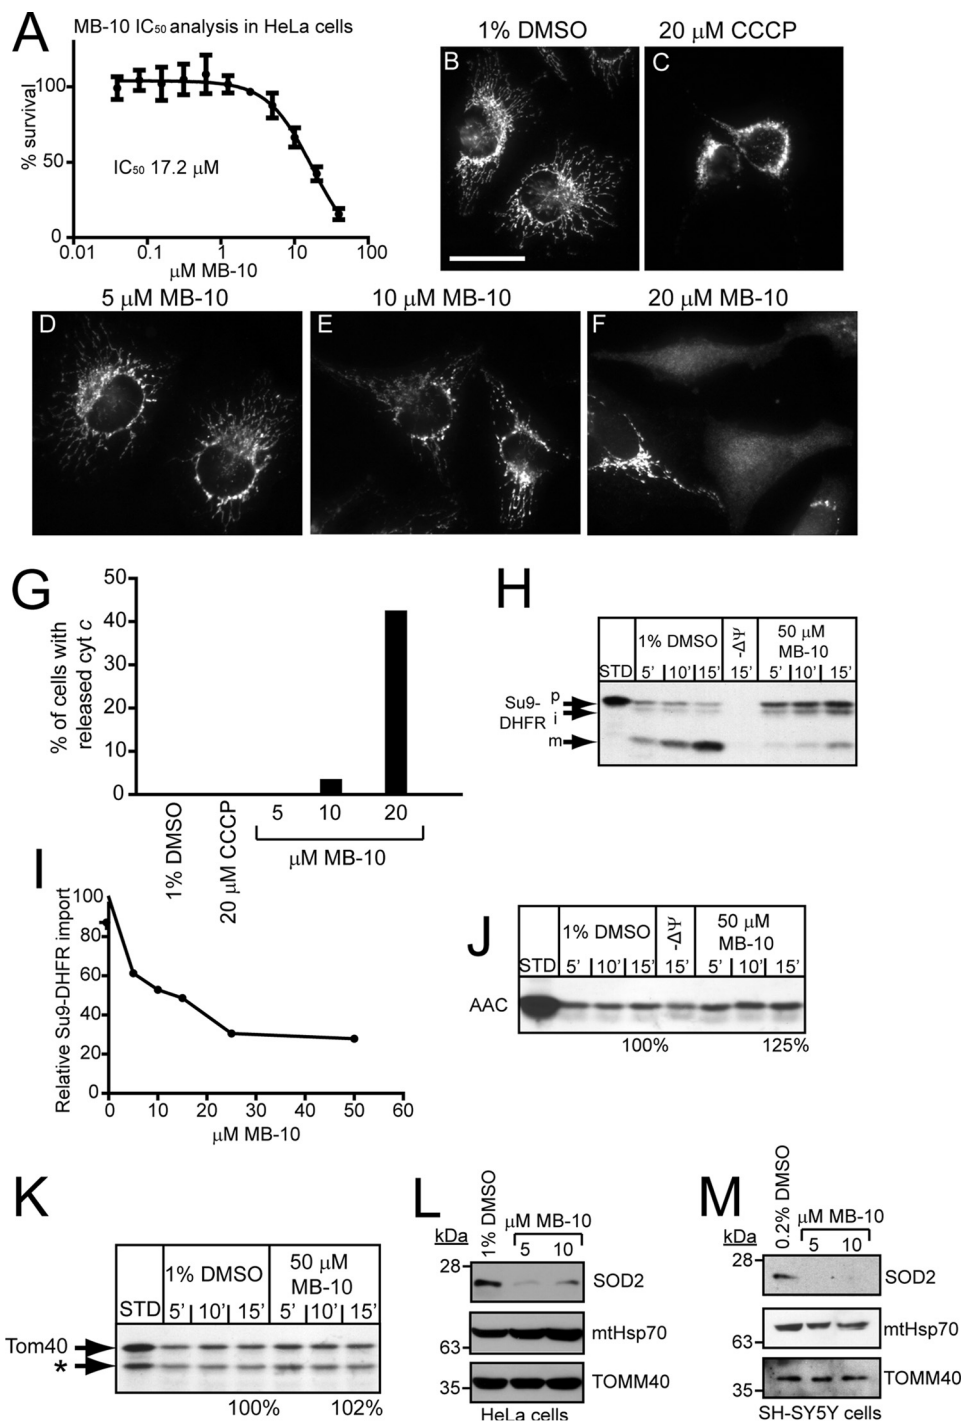 A
MB-10 IC50 analysis in HeLa cells
% survival
100
50
0
IC50 17.2 μM
0.01 0.1 1 10 100
μM MB-10
1% DMSO
B
20 μM CCCP
C
5 μM MB-10
D
10 μM MB-10
E
20 μM MB-10
F
G
% of cells with
released cyt c
50
40
30
20
10
0
1% DMSO
20 μM CCCP
5 10 20
μM MB-10
H
STD
1% DMSO
5' 10' 15'
-ΔΨ
15'
50 μM
MB-10
5' 10' 15'
Su9-
DHFR
p
i
m
I
Relative Su9-DHFR import
100
80
60
40
20
0
0 10 20 30 40 50 60
μM MB-10
J
STD
1% DMSO
5' 10' 15'
-ΔΨ
15'
50 μM
MB-10
5' 10' 15'
AAC
100% 125%
K
STD
1% DMSO
5' 10' 15'
50 μM
MB-10
5' 10' 15'
Tom40
*
100% 102%
L
kDa
1% DMSO
μM MB-10
5 10
28
SOD2
mtHsp70
63
TOMM40
35
HeLa cells
M
kDa
0.2% DMSO
μM MB-10
5 10
28
SOD2
mtHsp70
63
TOMM40
35
SH-SY5Y cells